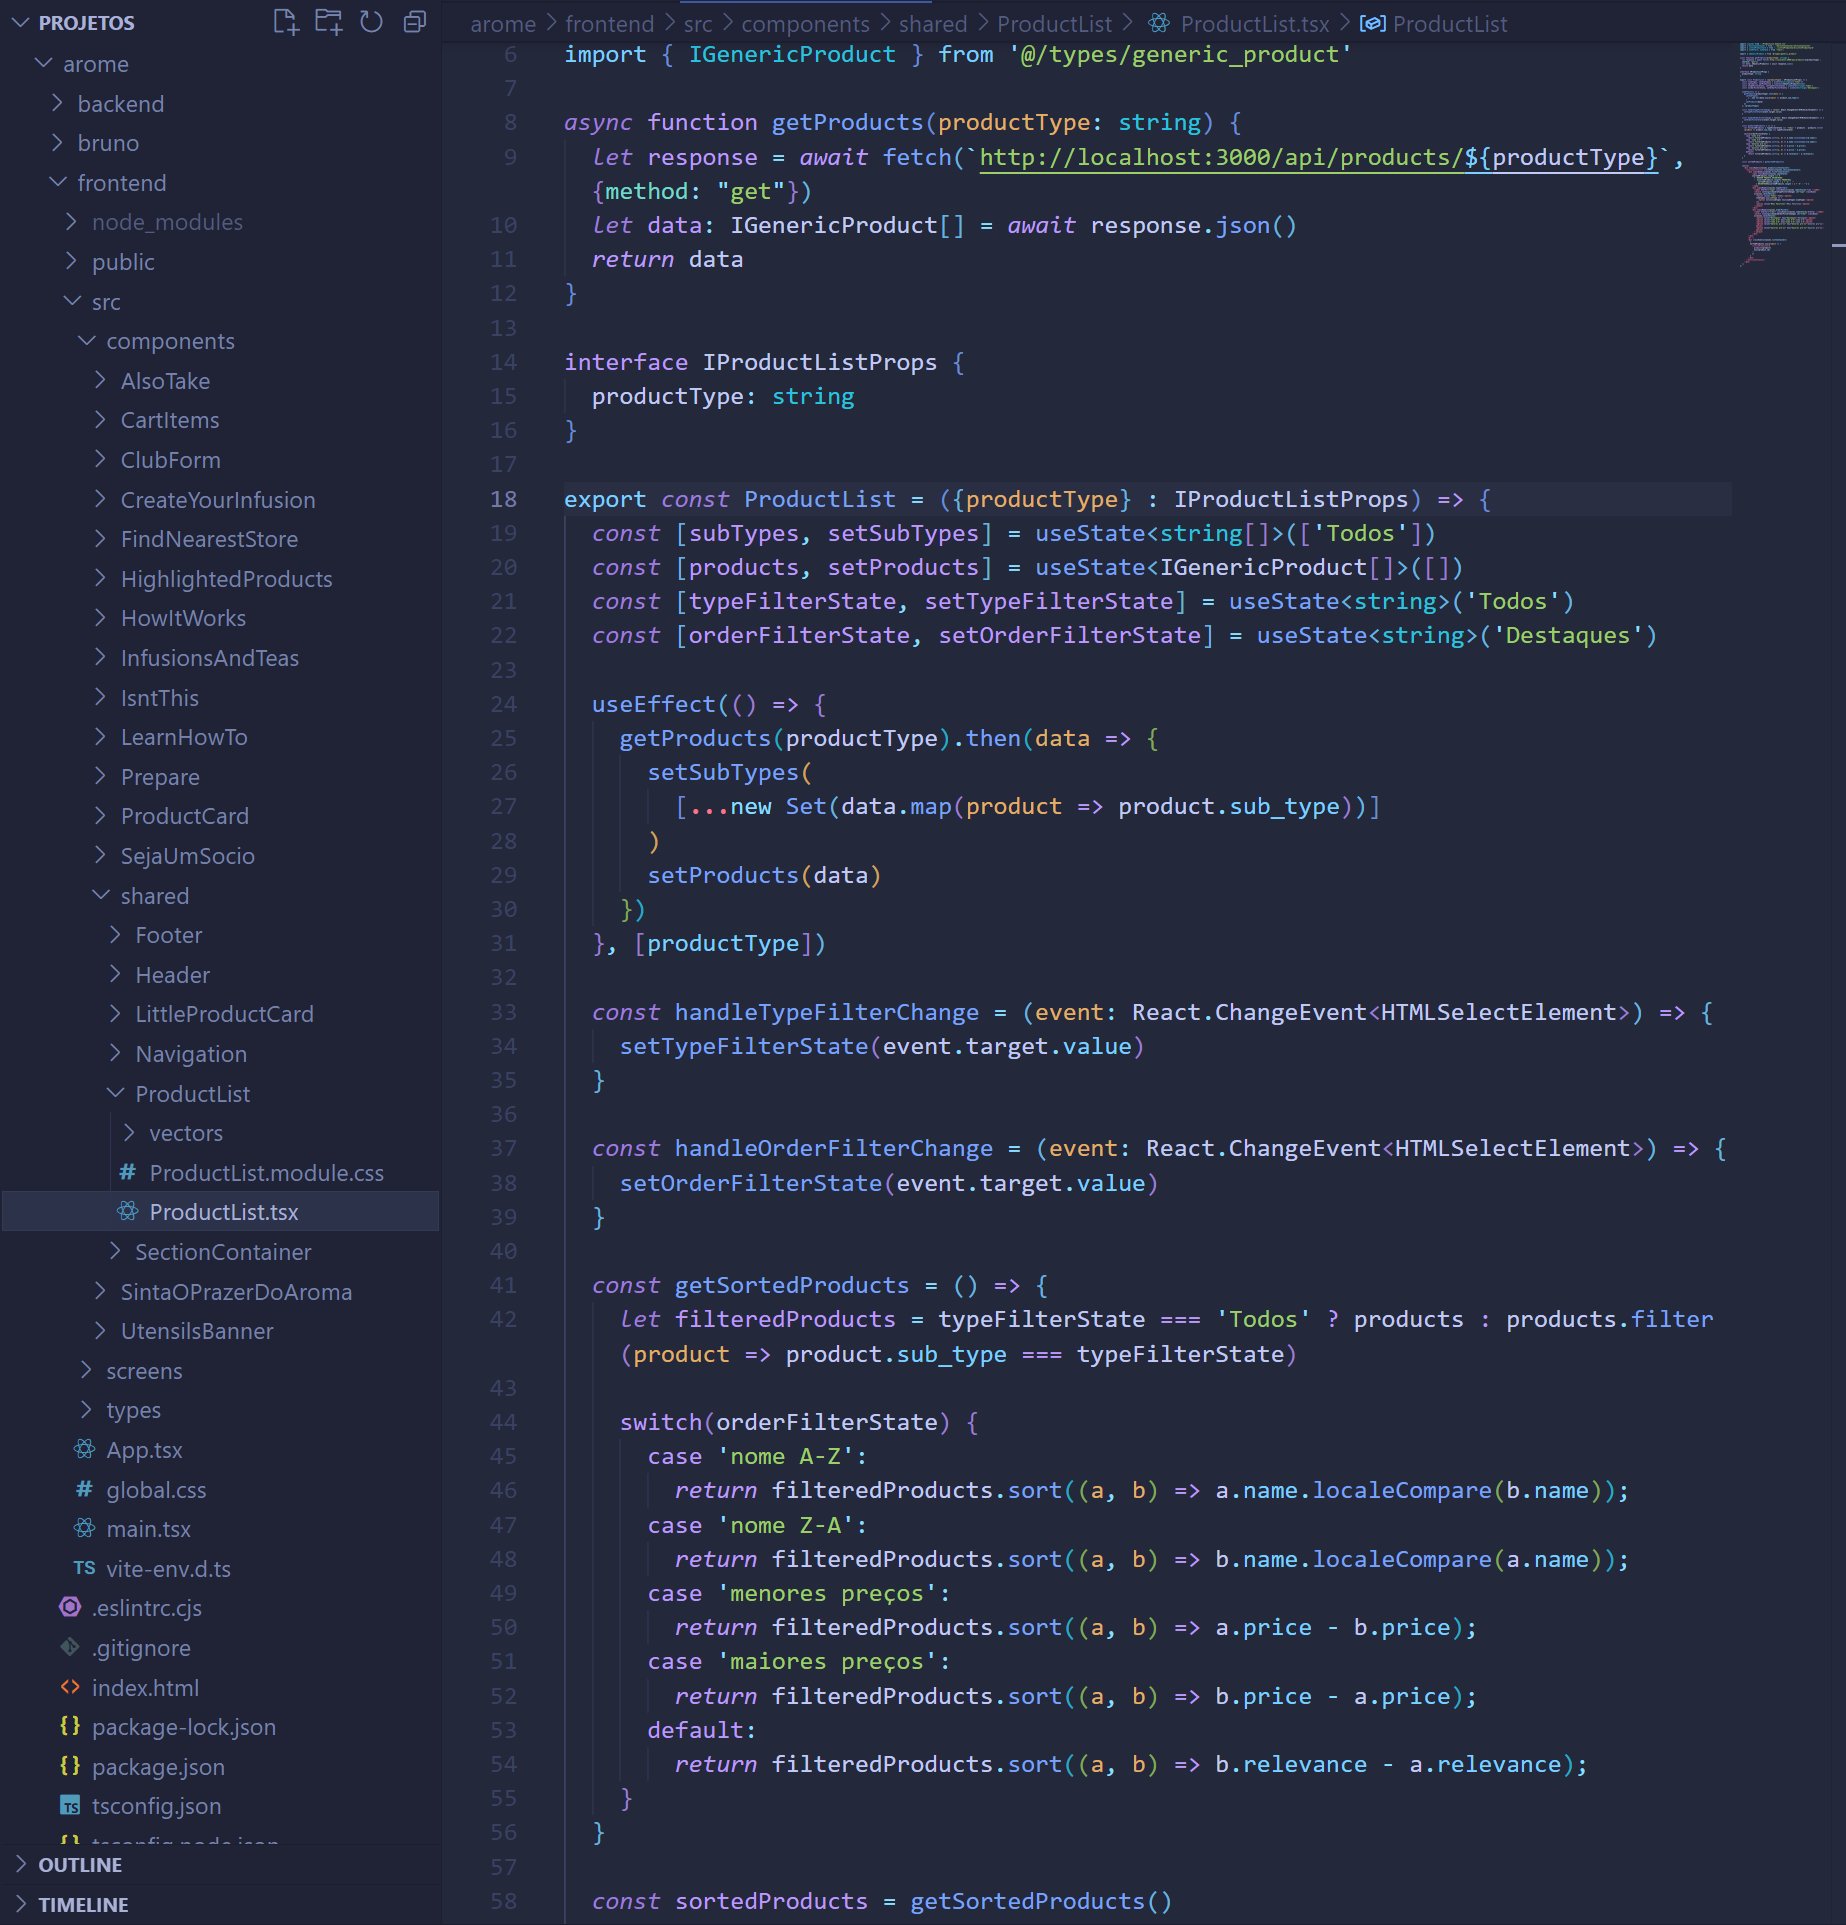 PROJETOS
arome
backend
bruno
frontend
node_modules
public
src
components
AlsoTake
CartItems
ClubForm
CreateYourInfusion
FindNearestStore
HighlightedProducts
HowItWorks
InfusionsAndTeas
IsntThis
LearnHowTo
Prepare
ProductCard
SejaUmSocio
shared
Footer
Header
LittleProductCard
Navigation
ProductList
vectors
# ProductList.module.css
ProductList.tsx
SectionContainer
SintaOPrazerDoAroma
UtensilsBanner
screens
types
App.tsx
# global.css
main.tsx
TS vite-env.d.ts
.eslintrc.cjs
.gitignore
<> index.html
{} package-lock.json
{} package.json
TS tsconfig.json
{} tsconfig.node.json
OUTLINE
TIMELINE
arome > frontend > src > components > shared > ProductList > ProductList.tsx > ProductList
6 import { IGenericProduct } from '@/types/generic_product'
7
8 async function getProducts(productType: string) {
9 let response = await fetch(`http://localhost:3000/api/products/${productType}`,
{method: "get"})
10 let data: IGenericProduct[] = await response.json()
11 return data
12 }
13
14 interface IProductListProps {
15 productType: string
16 }
17
18 export const ProductList = ({productType} : IProductListProps) => {
19 const [subTypes, setSubTypes] = useState<string[]>(['Todos'])
20 const [products, setProducts] = useState<IGenericProduct[]>([])
21 const [typeFilterState, setTypeFilterState] = useState<string>('Todos')
22 const [orderFilterState, setOrderFilterState] = useState<string>('Destaques')
23
24 useEffect(() => {
25 getProducts(productType).then(data => {
26 setSubTypes(
27 [...new Set(data.map(product => product.sub_type))]
28 )
29 setProducts(data)
30 })
31 }, [productType])
32
33 const handleTypeFilterChange = (event: React.ChangeEvent<HTMLSelectElement>) => {
34 setTypeFilterState(event.target.value)
35 }
36
37 const handleOrderFilterChange = (event: React.ChangeEvent<HTMLSelectElement>) => {
38 setOrderFilterState(event.target.value)
39 }
40
41 const getSortedProducts = () => {
42 let filteredProducts = typeFilterState === 'Todos' ? products : products.filter
(product => product.sub_type === typeFilterState)
43
44 switch(orderFilterState) {
45 case 'nome A-Z':
46 return filteredProducts.sort((a, b) => a.name.localeCompare(b.name));
47 case 'nome Z-A':
48 return filteredProducts.sort((a, b) => b.name.localeCompare(a.name));
49 case 'menores preços':
50 return filteredProducts.sort((a, b) => a.price - b.price);
51 case 'maiores preços':
52 return filteredProducts.sort((a, b) => b.price - a.price);
53 default:
54 return filteredProducts.sort((a, b) => b.relevance - a.relevance);
55 }
56 }
57
58 const sortedProducts = getSortedProducts()